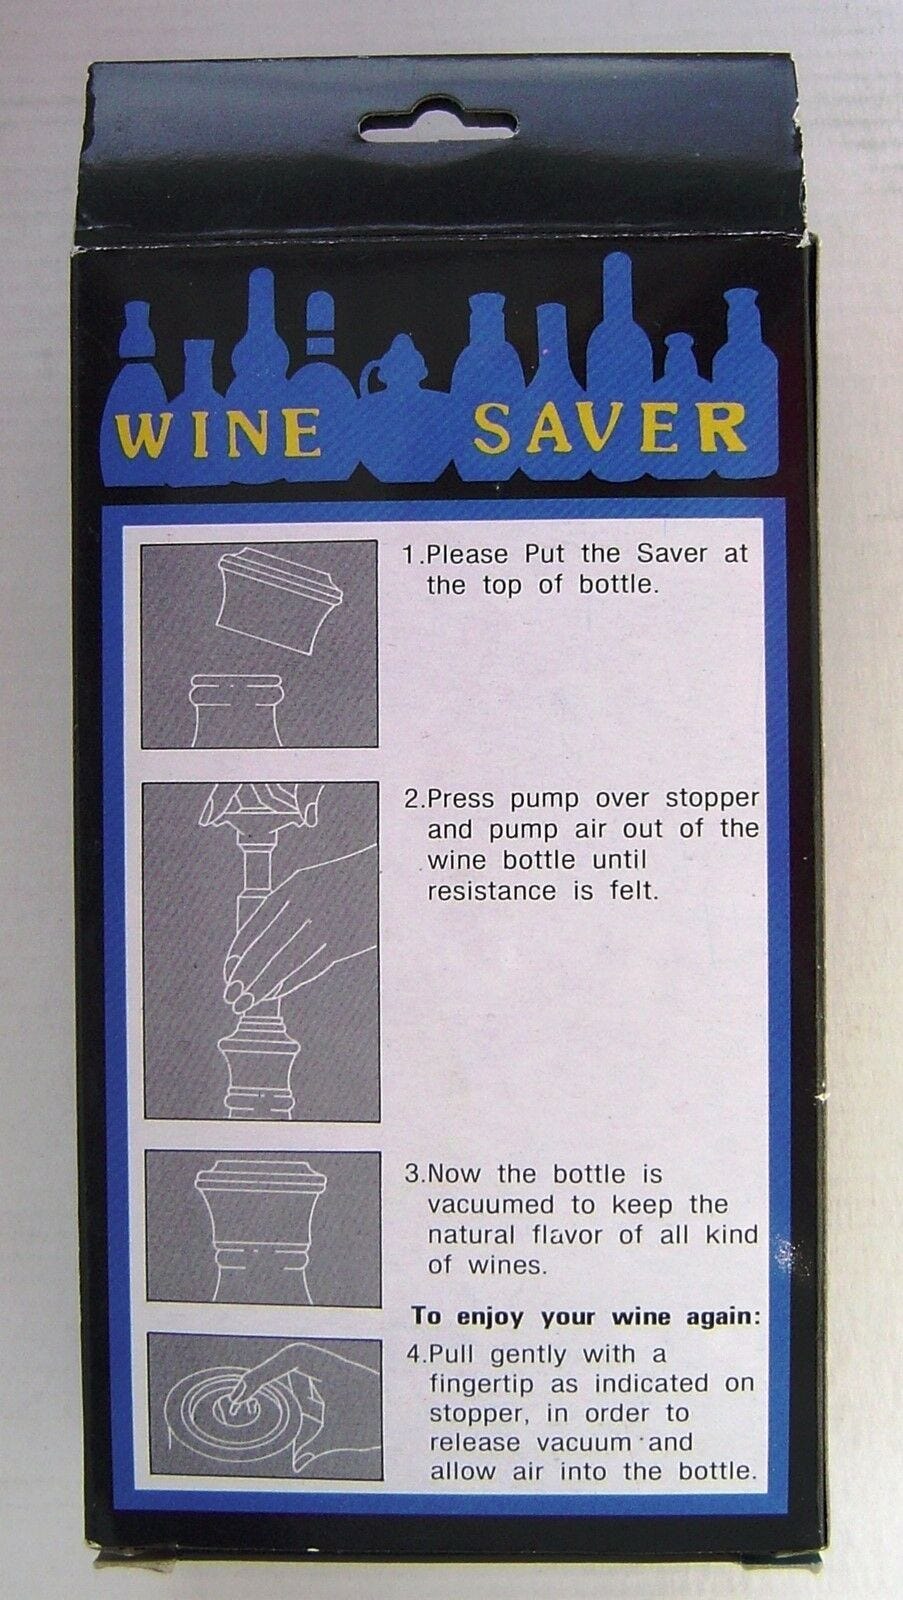 WINE SAVER
1.Please Put the Saver at
the top of bottle.
2.Press pump over stopper
and pump air out of the
wine bottle until
resistance is felt.
3.Now the bottle is
vacuumed to keep the
natural flavor of all kind
of wines.
To enjoy your wine again:
4.Pull gently with a
fingertip as indicated on
stopper, in order to
release vacuum and
allow air into the bottle.